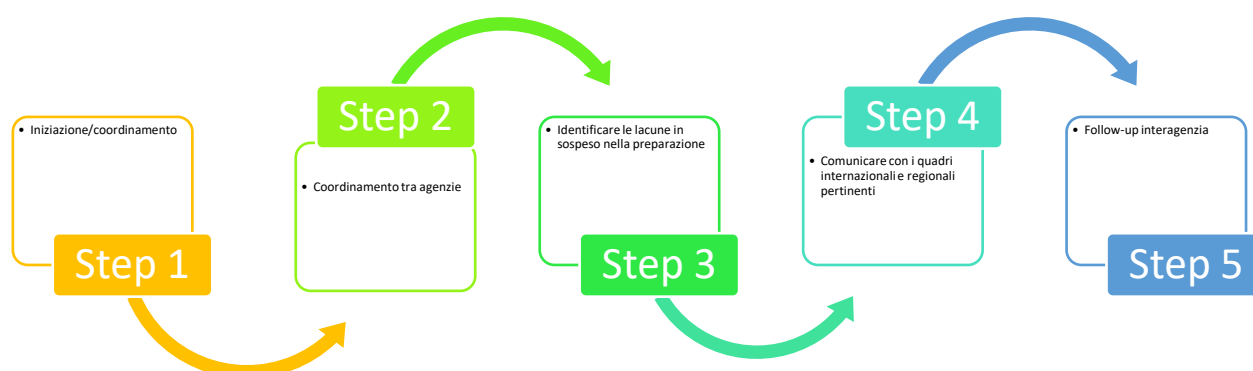 • Iniziazione/coordinamento
Step 1
Step 2
• Coordinamento tra agenzie
• Identificare le lacune in
sospeso nella preparazione
Step 3
Step 4
• Comunicare con i quadri
internazionali e regionali
pertinenti
• Follow-up interagenzia
Step 5